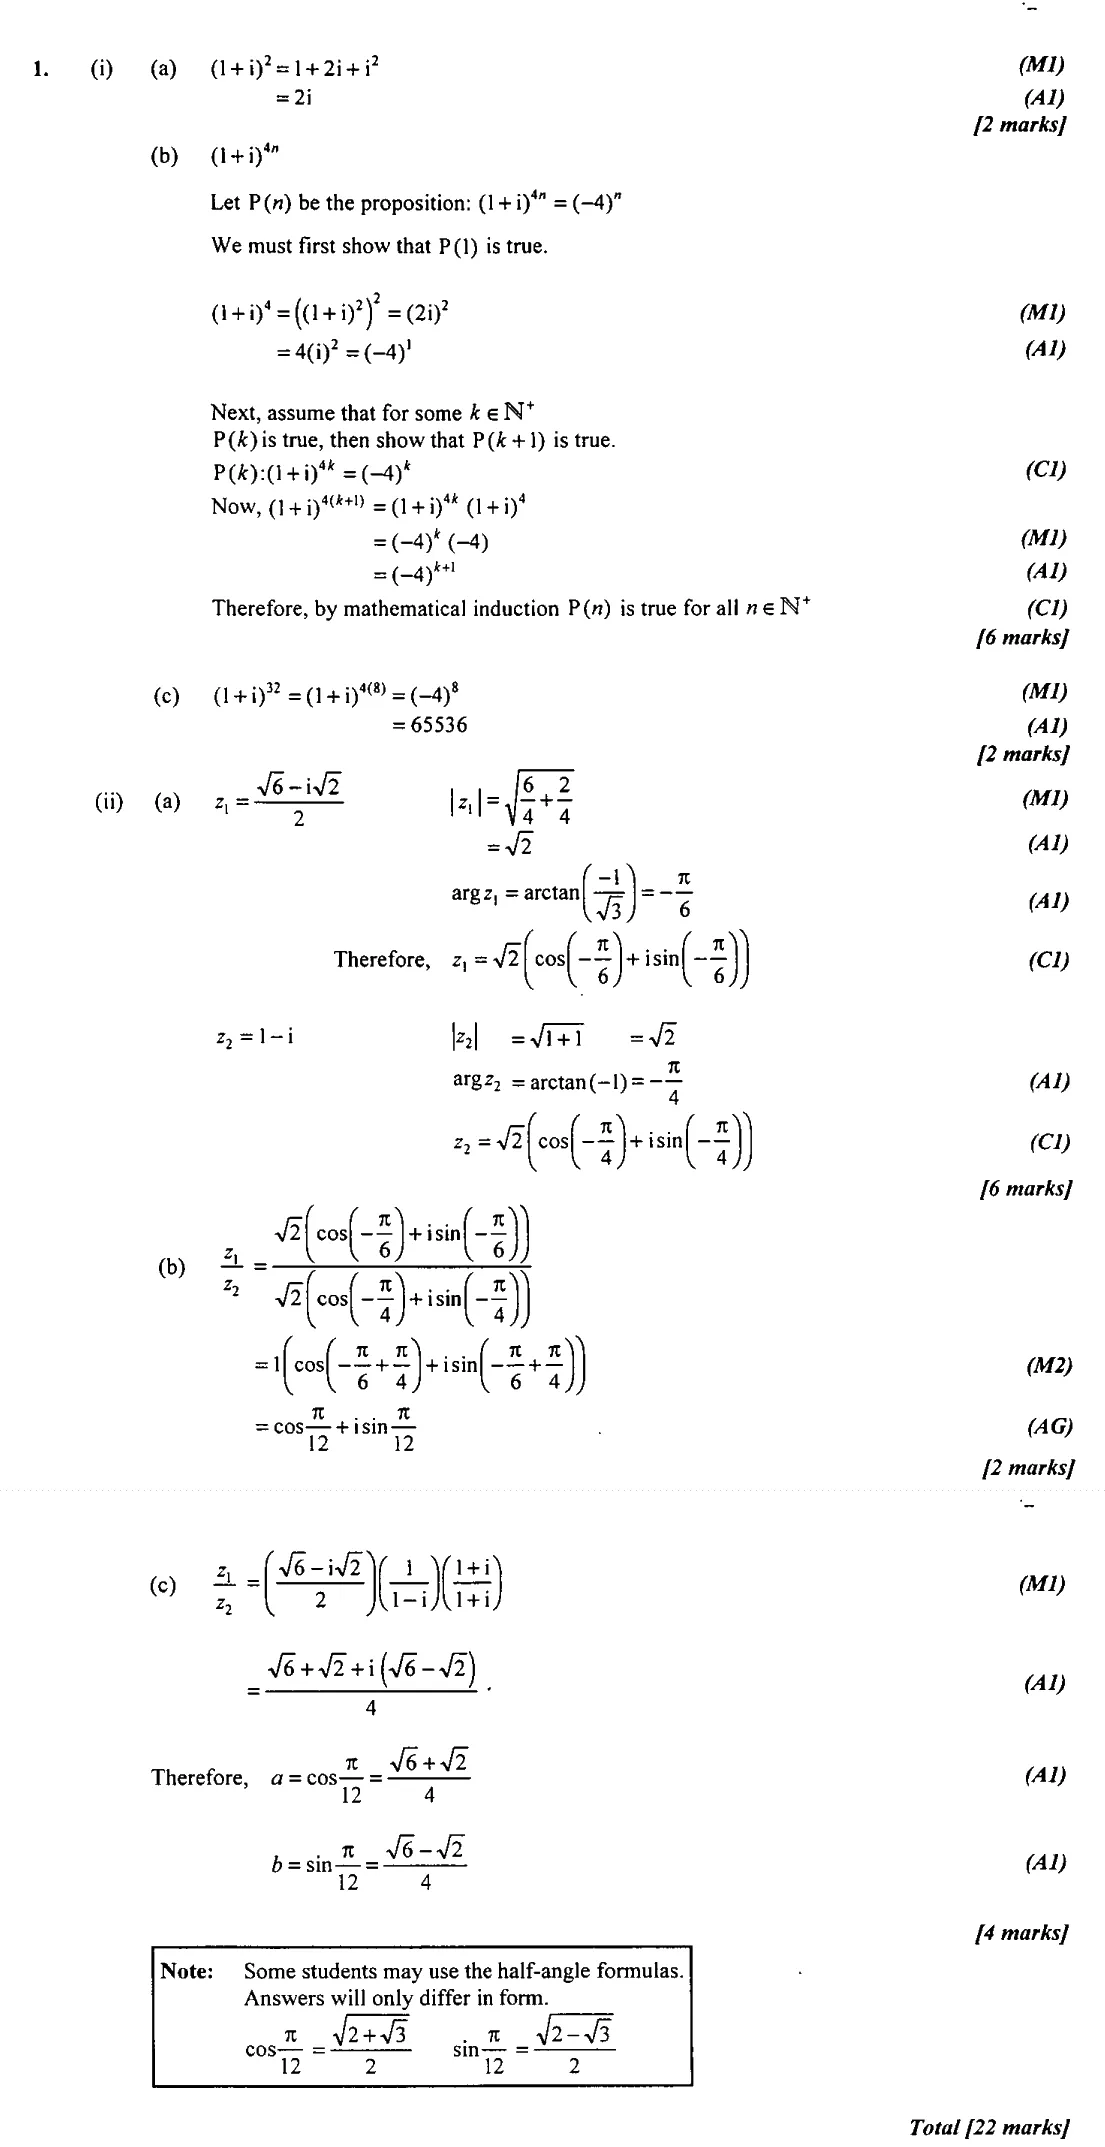 1. (i) (a) (1+i)² = 1+2i+i² (M1)
= 2i (A1)
[2 marks]
(b) (1+i)⁴ⁿ
Let P(n) be the proposition: (1+i)⁴ⁿ = (−4)ⁿ
We must first show that P(1) is true.
(1+i)⁴ = ((1+i)²)² = (2i)² (M1)
= 4(i)² = (−4)¹ (A1)
Next, assume that for some k ∈ ℕ⁺
P(k) is true, then show that P(k+1) is true.
P(k):(1+i)⁴ᵏ = (−4)ᵏ (C1)
Now, (1+i)⁴⁽ᵏ⁺¹⁾ = (1+i)⁴ᵏ (1+i)⁴
= (−4)ᵏ (−4) (M1)
= (−4)ᵏ⁺¹ (A1)
Therefore, by mathematical induction P(n) is true for all n ∈ ℕ⁺ (C1)
[6 marks]
(c) (1+i)³² = (1+i)⁴⁽⁸⁾ = (−4)⁸ (M1)
= 65536 (A1)
[2 marks]
(ii) (a) z₁ = (√6 − i√2)/2 |z₁| = √(6/4 + 2/4) (M1)
= √2 (A1)
arg z₁ = arctan(−1/√3) = −π/6 (A1)
Therefore, z₁ = √2(cos(−π/6) + i sin(−π/6)) (C1)
z₂ = 1 − i |z₂| = √(1+1) = √2
arg z₂ = arctan(−1) = −π/4 (A1)
z₂ = √2(cos(−π/4) + i sin(−π/4)) (C1)
[6 marks]
(b) z₁/z₂ = √2(cos(−π/6) + i sin(−π/6)) / √2(cos(−π/4) + i sin(−π/4))
= 1(cos(−π/6 + π/4) + i sin(−π/6 + π/4)) (M2)
= cos π/12 + i sin π/12 (AG)
[2 marks]
(c) z₁/z₂ = ((√6 − i√2)/2)(1/(1−i))((1+i)/(1+i)) (M1)
= (√6 + √2 + i(√6 − √2))/4 (A1)
Therefore, a = cos π/12 = (√6 + √2)/4 (A1)
b = sin π/12 = (√6 − √2)/4 (A1)
[4 marks]
Note: Some students may use the half-angle formulas.
Answers will only differ in form.
cos π/12 = √(2+√3)/2 sin π/12 = √(2−√3)/2
Total [22 marks]